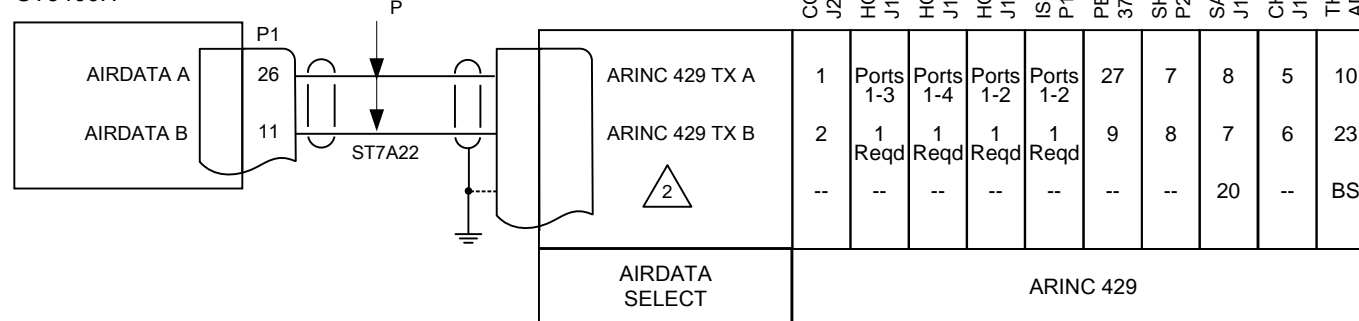 P
P1
AIRDATA A
26
ARINC 429 TX A
1
Ports 1-3
Ports 1-4
Ports 1-2
Ports 1-2
27
7
8
5
10
AIRDATA B
11
ST7A22
ARINC 429 TX B
2
1 Reqd
1 Reqd
1 Reqd
1 Reqd
9
8
7
6
23
2
--
--
--
--
--
--
--
20
--
BS
AIRDATA
SELECT
ARINC 429